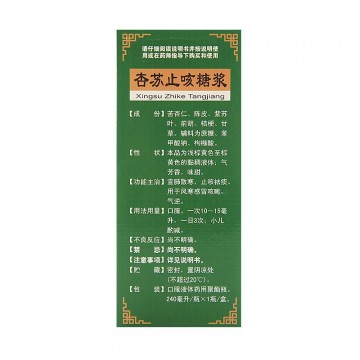 请仔细阅读说明书并按说明使
用或在药师指导下购买和使用
杏苏止咳糖浆
Xingsu Zhike Tangjiang
【成　　份】苦杏仁、陈皮、紫苏
叶、前胡、桔梗、甘
草。辅料为蔗糖、苯
甲酸钠、枸橼酸。
【性　　状】本品为浅棕黄色至棕
黄色的黏稠液体；气
芳香，味甜。
【功能主治】宣肺散寒，止咳祛痰。
用于风寒感冒咳嗽、
气逆。
【用法用量】口服。一次10～15毫
升，一日3次，小儿
酌减。
【不良反应】尚不明确。
【禁　　忌】尚不明确。
【注意事项】详见说明书。
【贮　　藏】密封，置阴凉处
（不超过20℃）。
【包　　装】口服液体药用聚酯瓶，
240毫升/瓶×1瓶/盒。